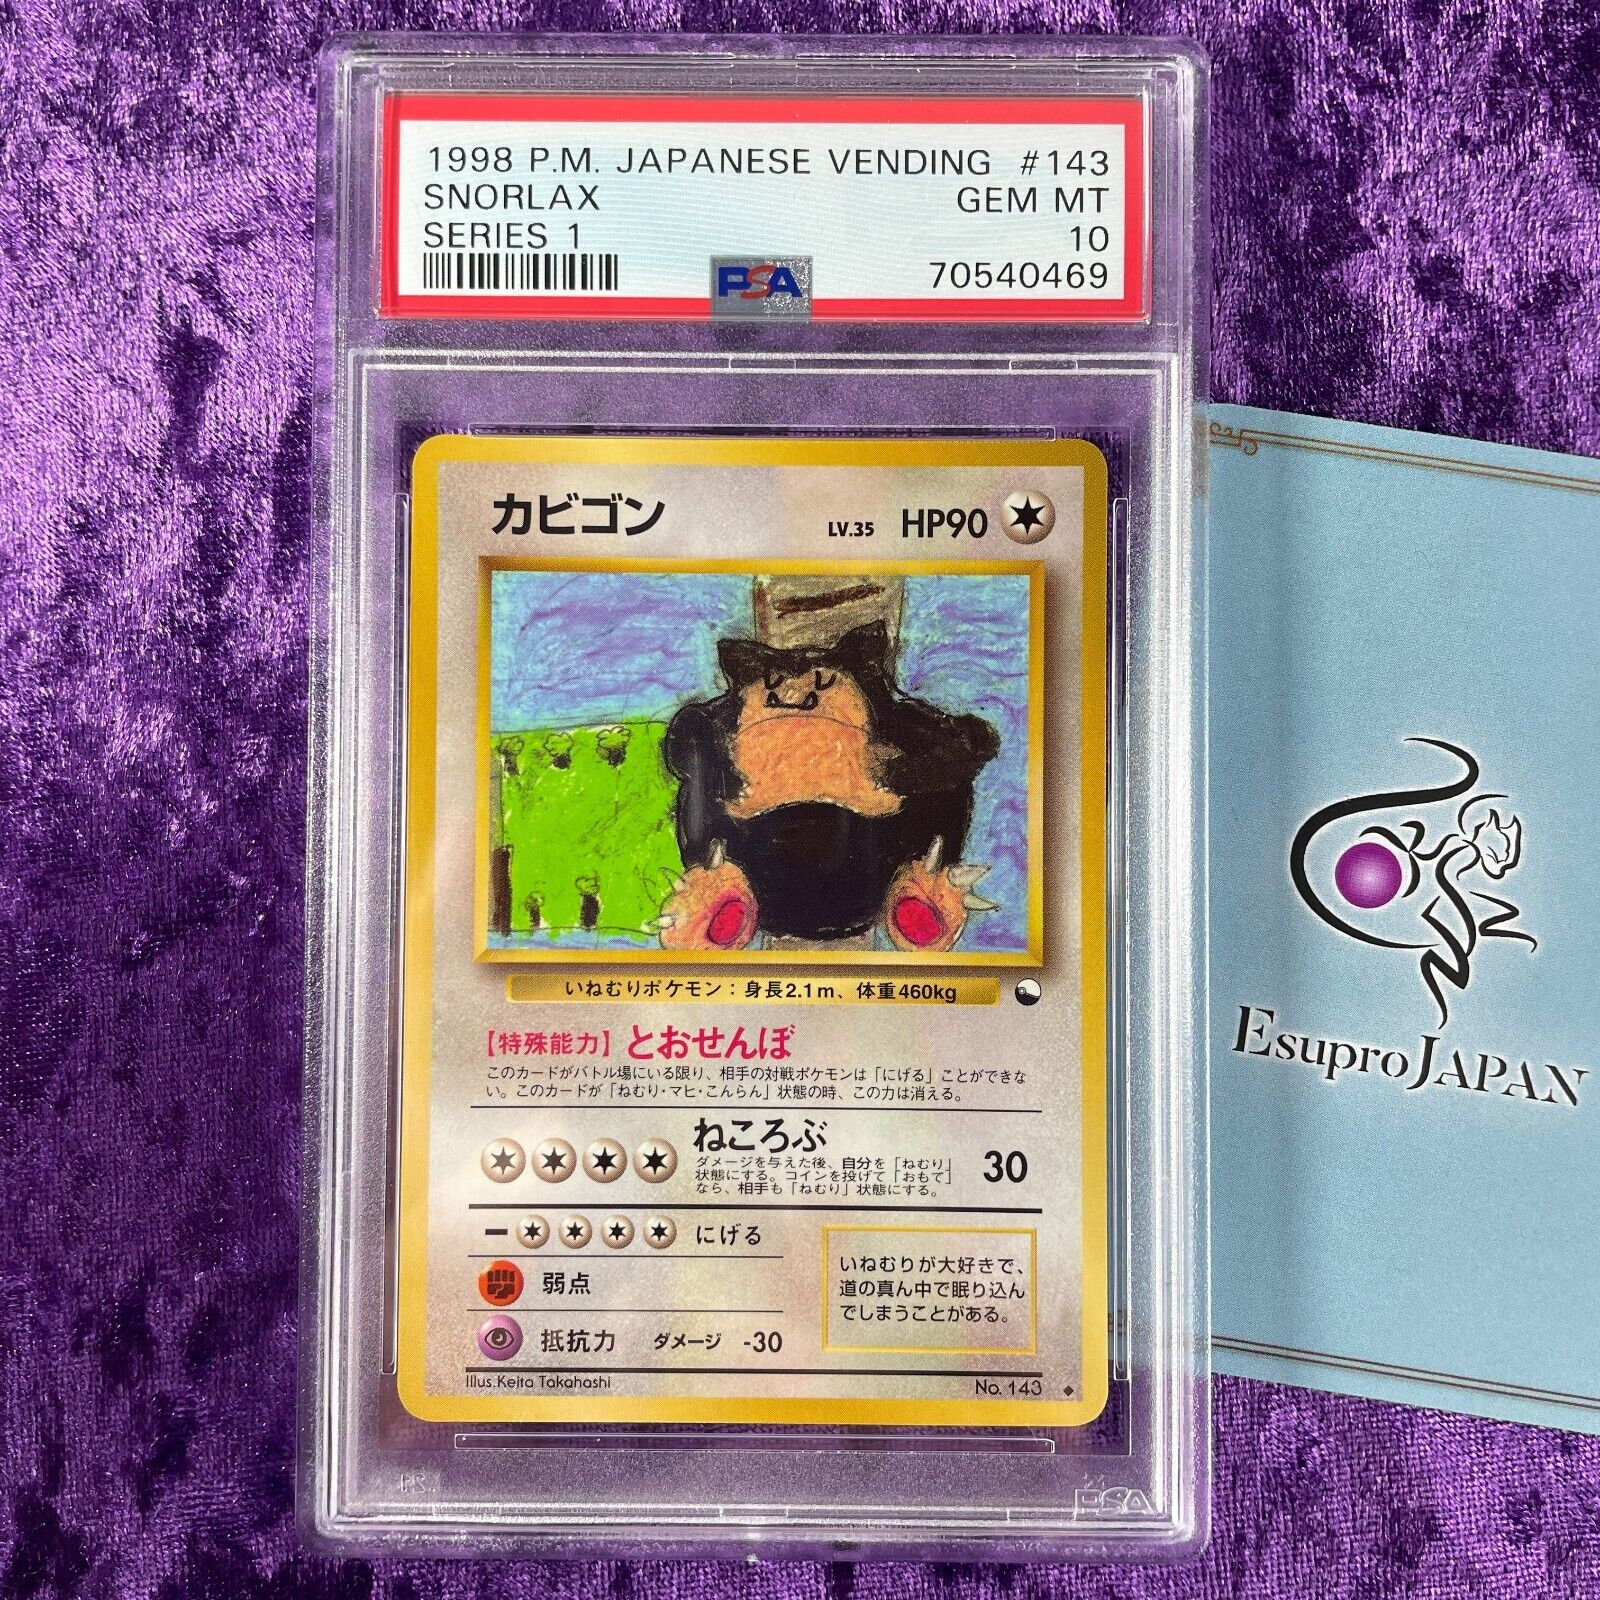 1998 P.M. JAPANESE VENDING #143
SNORLAX GEM MT
SERIES 1 10
PSA 70540469
カビゴン LV.35 HP90
いねむりポケモン：身長2.1m、体重460kg
【特殊能力】とおせんぼ
このカードがバトル場にいる限り、相手の対戦ポケモンは「にげる」ことができな
い。このカードが「ねむり・マヒ・こんらん」状態の時、この力は消える。
ねころぶ
ダメージを与えた後、自分を「ねむり」
状態にする。コインを投げて「おもて」
なら、相手も「ねむり」状態にする。
30
ー にげる
弱点
抵抗力 ダメージ -30
いねむりが大好きで、
道の真ん中で眠り込ん
でしまうことがある。
Illus.Keita Takahashi No. 143
PSA
EsuproJAPAN